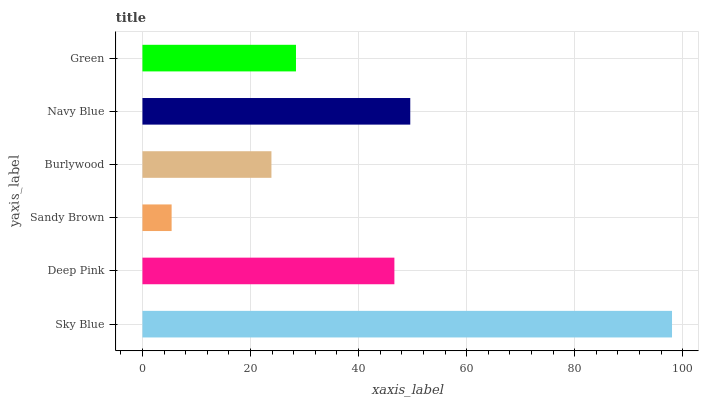 title
yaxis_label
Green
Navy Blue
Burlywood
Sandy Brown
Deep Pink
Sky Blue
0 20 40 60 80 100
xaxis_label